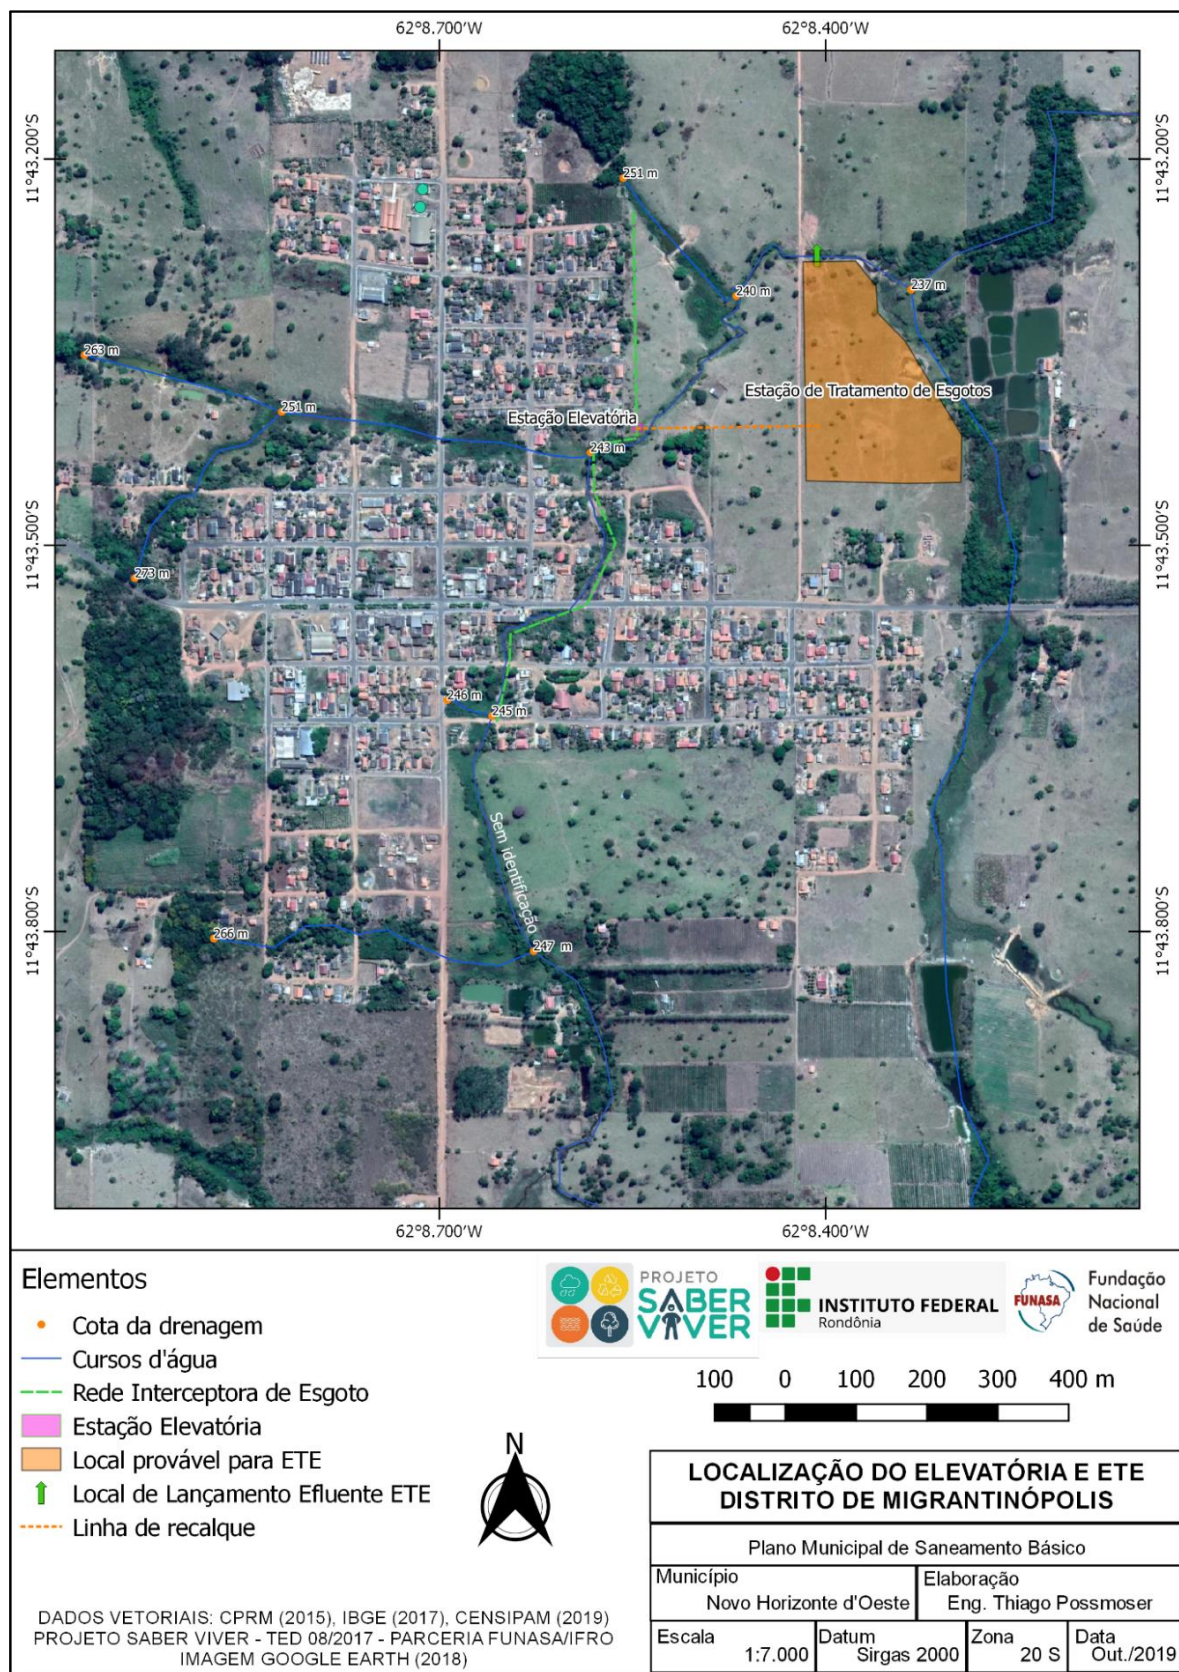 62°8.700'W
62°8.400'W
11°43.200'S
11°43.200'S
251 m
240 m
237 m
263 m
251 m
Estação de Tratamento de Esgotos
Estação Elevatória
243 m
11°43.500'S
11°43.500'S
273 m
246 m
245 m
Sem identificação
11°43.800'S
11°43.800'S
266 m
247 m
62°8.700'W
62°8.400'W
Elementos
Cota da drenagem
Cursos d'água
Rede Interceptora de Esgoto
Estação Elevatória
Local provável para ETE
Local de Lançamento Efluente ETE
Linha de recalque
N
PROJETO
SABER
VIVER
INSTITUTO FEDERAL
Rondônia
FUNASA
Fundação
Nacional
de Saúde
100 0 100 200 300 400 m
LOCALIZAÇÃO DO ELEVATÓRIA E ETE
DISTRITO DE MIGRANTINÓPOLIS
Plano Municipal de Saneamento Básico
Município
Novo Horizonte d'Oeste
Elaboração
Eng. Thiago Possmoser
Escala
1:7.000
Datum
Sirgas 2000
Zona
20 S
Data
Out./2019
DADOS VETORIAIS: CPRM (2015), IBGE (2017), CENSIPAM (2019)
PROJETO SABER VIVER - TED 08/2017 - PARCERIA FUNASA/IFRO
IMAGEM GOOGLE EARTH (2018)